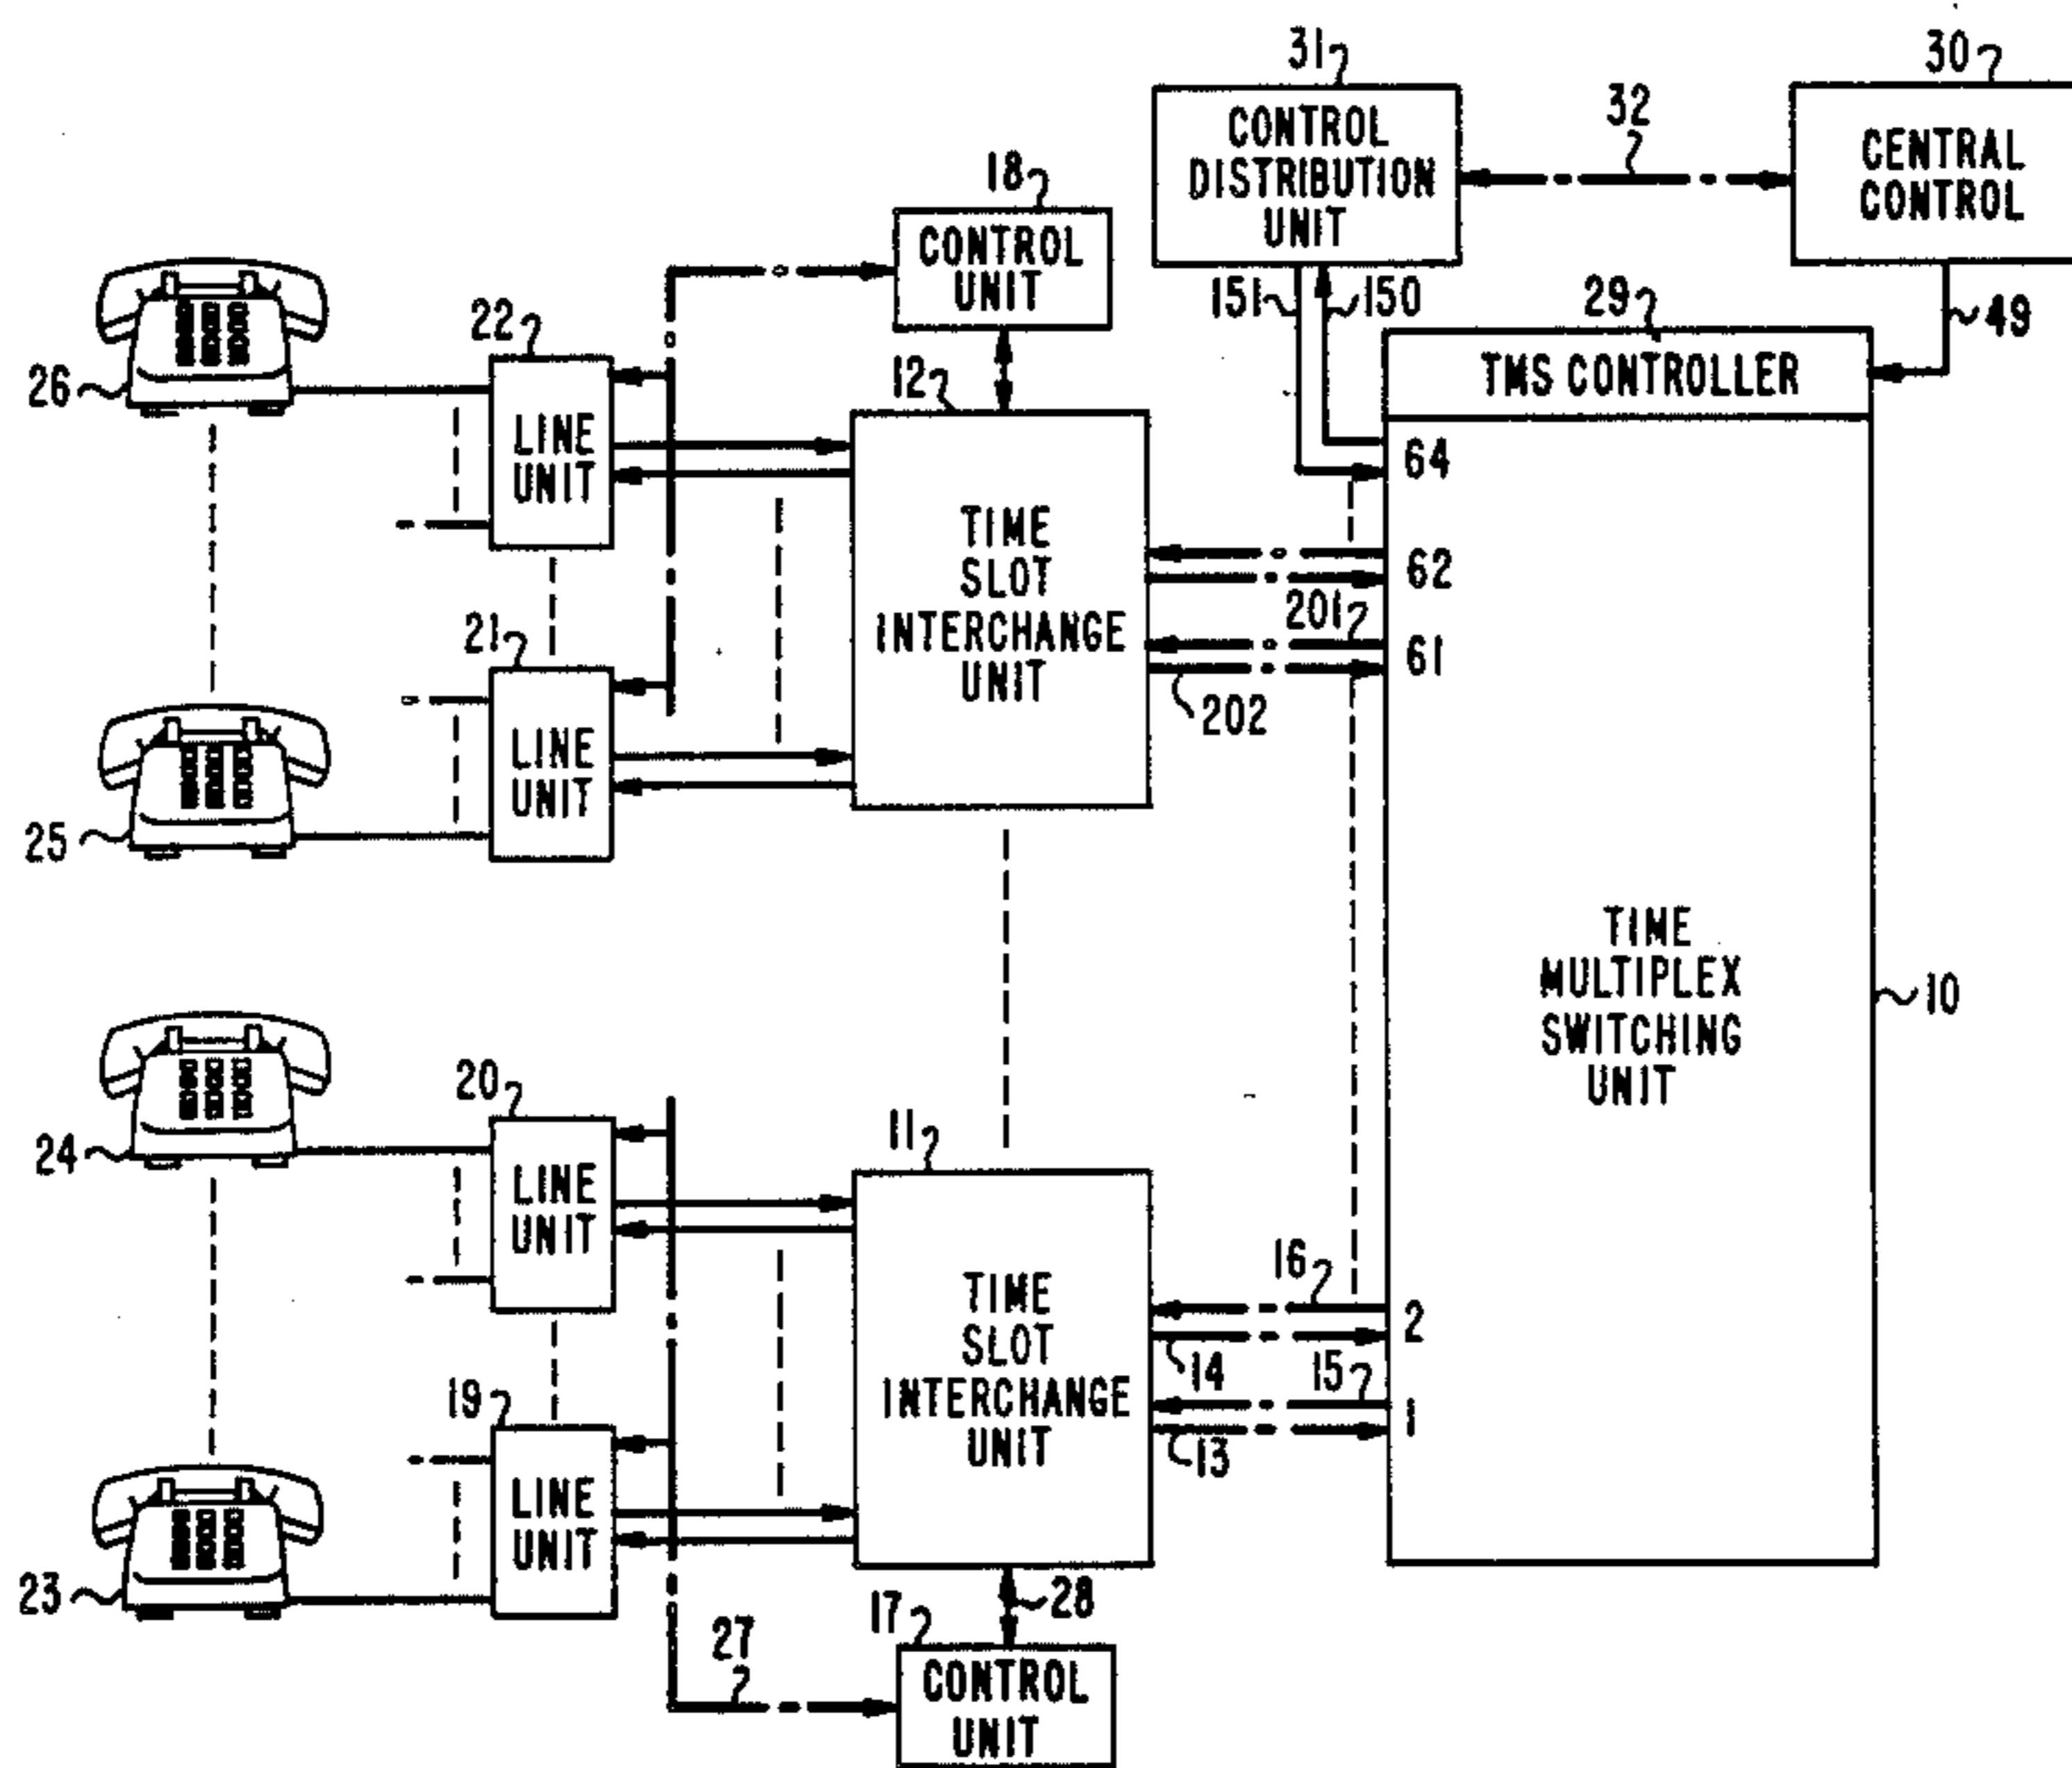 31
30
CONTROL
DISTRIBUTION
UNIT
32
CENTRAL
CONTROL
18
CONTROL
UNIT
151
150
29
49
TMS CONTROLLER
22
12
26
LINE
UNIT
64
TIME
SLOT
INTERCHANGE
UNIT
62
201
61
202
21
LINE
UNIT
25
TIME
MULTIPLEX
SWITCHING
UNIT
10
20
11
24
LINE
UNIT
16
TIME
SLOT
INTERCHANGE
UNIT
2
14
15
1
13
19
LINE
UNIT
23
28
17
27
CONTROL
UNIT